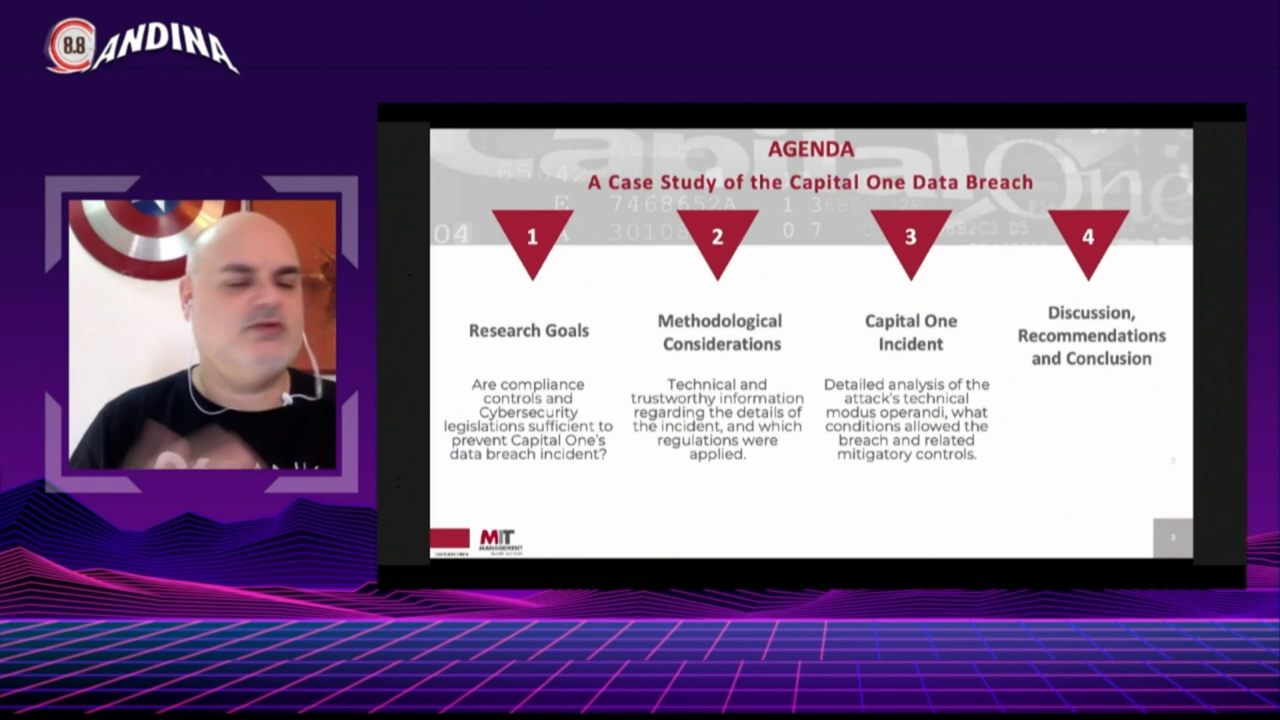 8.8 ANDINA
AGENDA
A Case Study of the Capital One Data Breach
1
2
3
4
Research Goals
Are compliance
controls and
Cybersecurity
legislations sufficient to
prevent Capital One's
data breach incident?
Methodological
Considerations
Technical and
trustworthy information
regarding the details of
the incident, and which
regulations were
applied.
Capital One
Incident
Detailed analysis of the
attack's technical
modus operandi, what
conditions allowed the
breach and related
mitigatory controls.
Discussion,
Recommendations
and Conclusion
MIT
MANAGEMENT
2
Capital One
7468652A
04